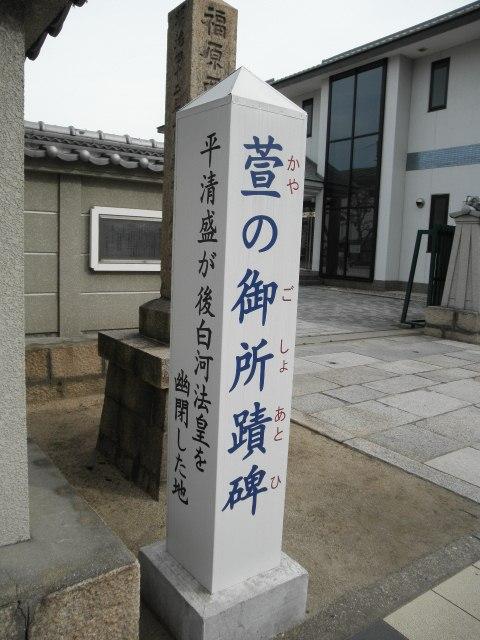 萱の御所蹟碑
かや ご しょ あと ひ
平清盛が後白河法皇を
幽閉した地
福原西